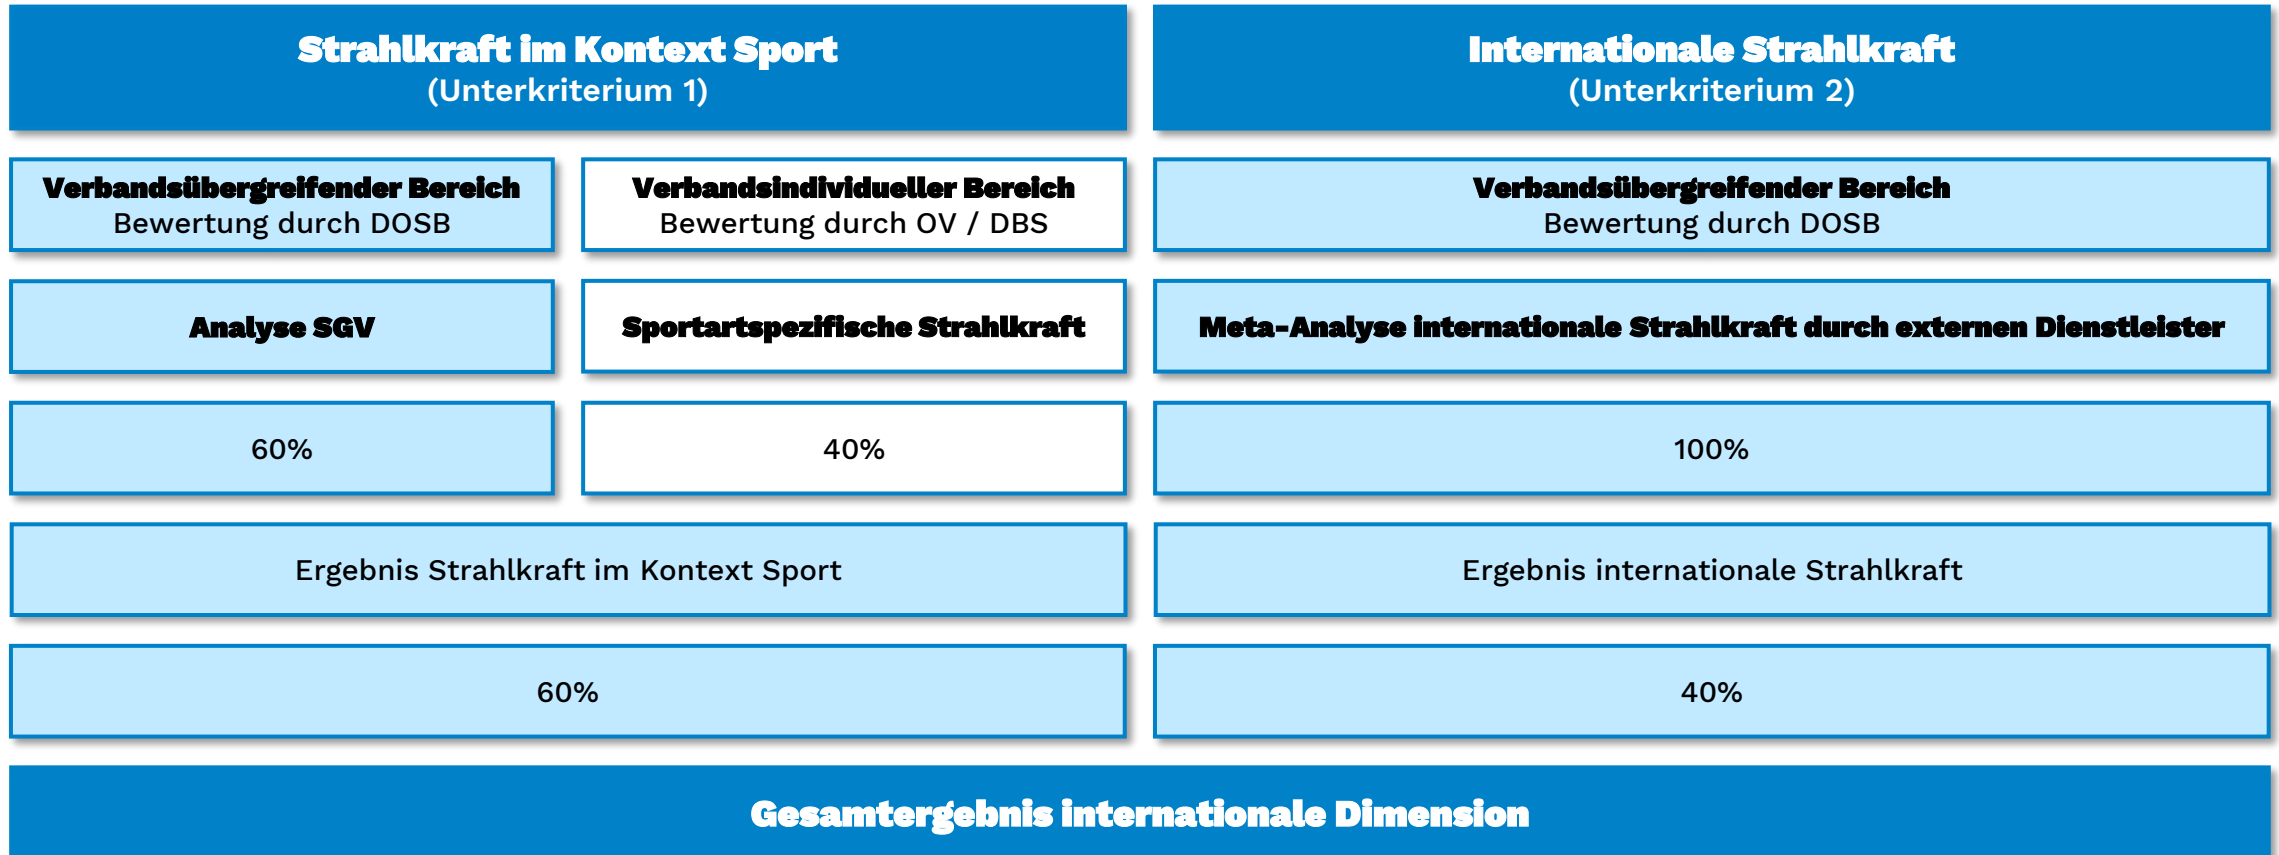 Strahlkraft im Kontext Sport
(Unterkriterium 1)
Internationale Strahlkraft
(Unterkriterium 2)
Verbandsübergreifender Bereich
Bewertung durch DOSB
Verbandsindividueller Bereich
Bewertung durch OV / DBS
Verbandsübergreifender Bereich
Bewertung durch DOSB
Analyse SGV
Sportartspezifische Strahlkraft
Meta-Analyse internationale Strahlkraft durch externen Dienstleister
60%
40%
100%
Ergebnis Strahlkraft im Kontext Sport
Ergebnis internationale Strahlkraft
60%
40%
Gesamtergebnis internationale Dimension